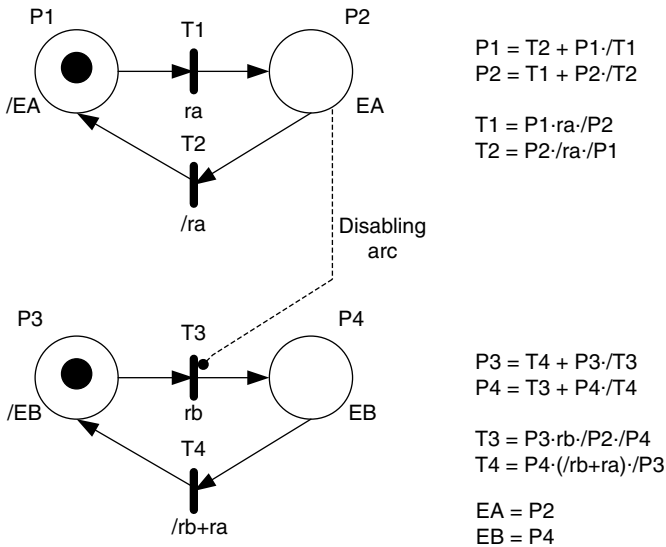 P1
T1
P2
/EA
ra
EA
T2
/ra
P1 = T2 + P1·/T1
P2 = T1 + P2·/T2
T1 = P1·ra·/P2
T2 = P2·/ra·/P1
Disabling
arc
P3
T3
P4
/EB
rb
EB
T4
/rb+ra
P3 = T4 + P3·/T3
P4 = T3 + P4·/T4
T3 = P3·rb·/P2·/P4
T4 = P4·(/rb+ra)·/P3
EA = P2
EB = P4